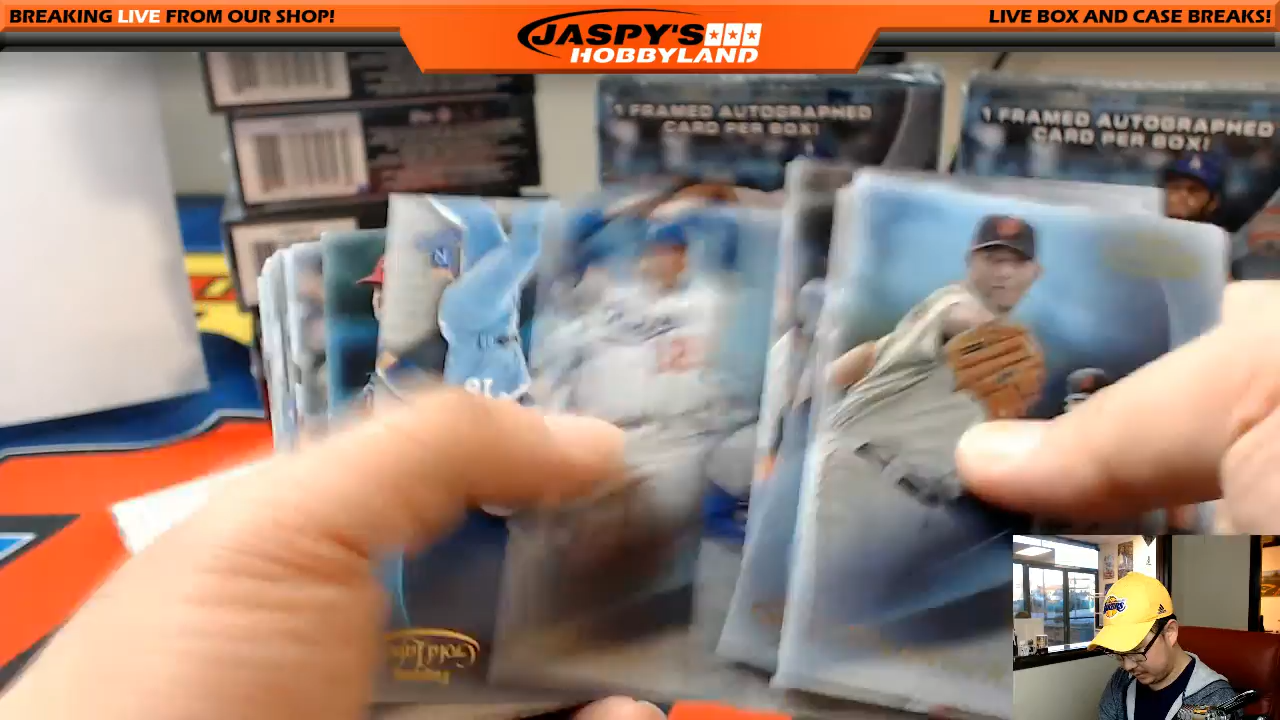 BREAKING LIVE FROM OUR SHOP!
JASPY'S
HOBBYLAND
LIVE BOX AND CASE BREAKS!
1 FRAMED AUTOGRAPHED
CARD PER BOX!
1 FRAMED AUTOGRAPHED
CARD PER BOX!
12